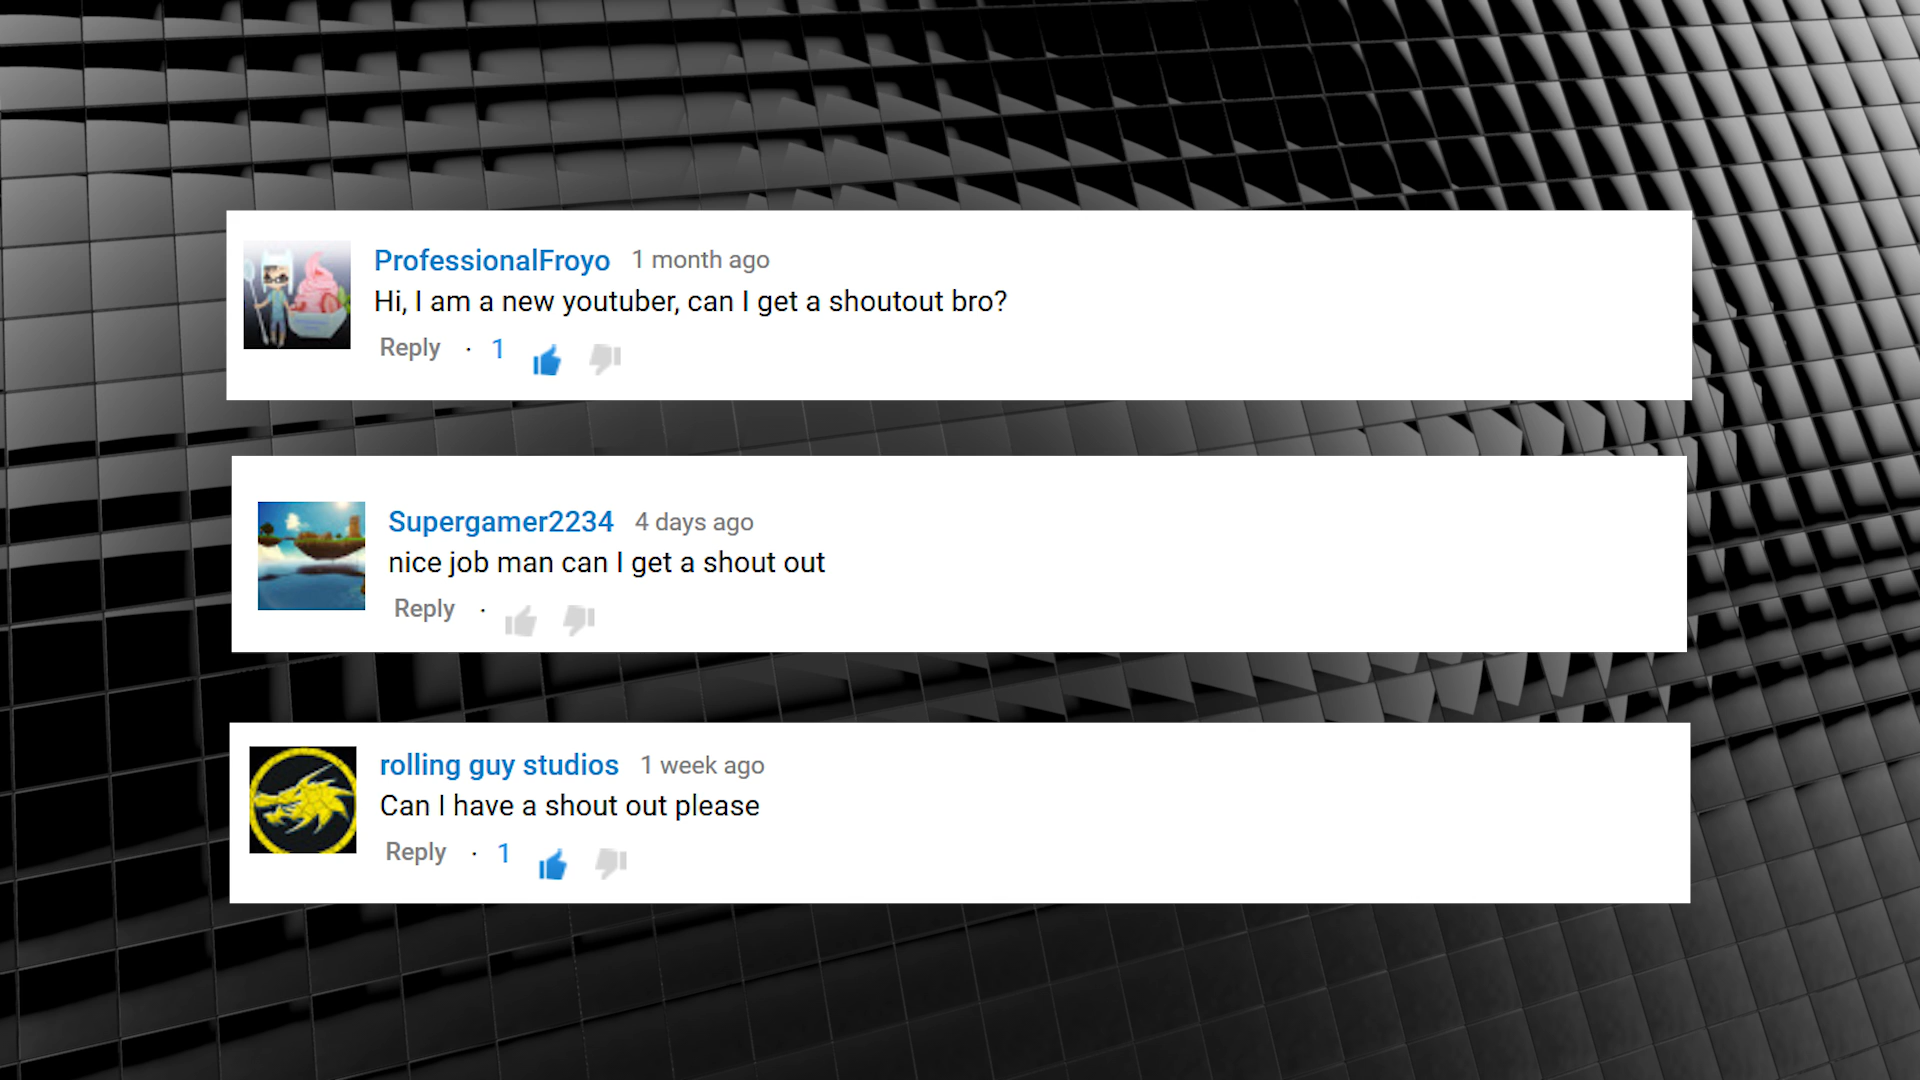 ProfessionalFroyo 1 month ago
Hi, I am a new youtuber, can I get a shoutout bro?
Reply · 1
Supergamer2234 4 days ago
nice job man can I get a shout out
Reply ·
rolling guy studios 1 week ago
Can I have a shout out please
Reply · 1